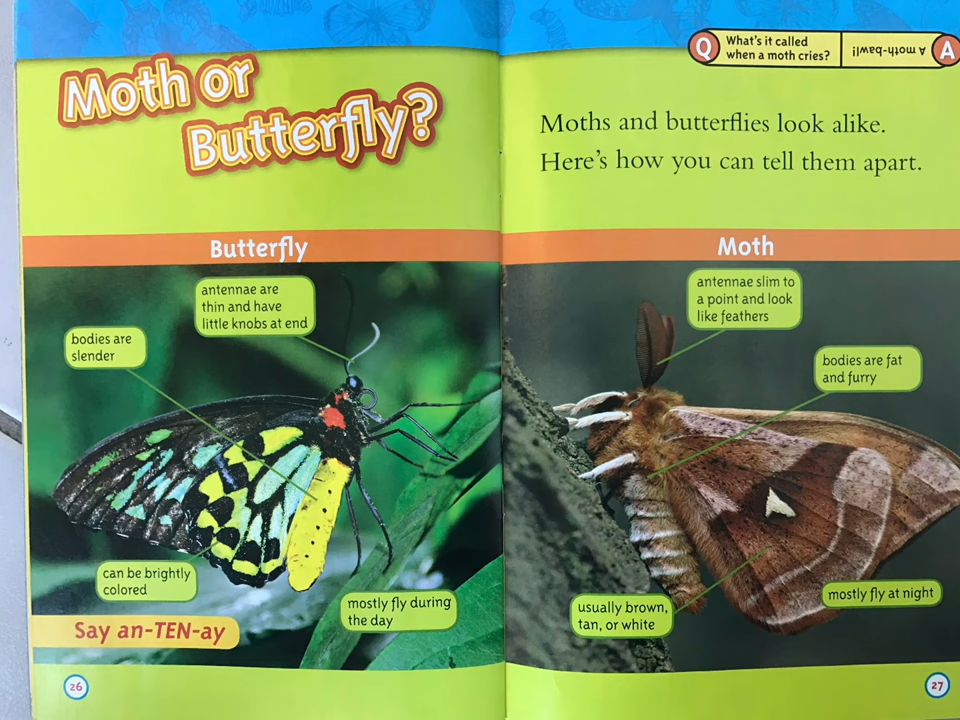 Moth or
Butterfly?
Butterfly
antennae are
thin and have
little knobs at end
bodies are
slender
can be brightly
colored
mostly fly during
the day
Say an-TEN-ay
26
Q
What's it called
when a moth cries?
A moth-bawl!
A
Moths and butterflies look alike.
Here's how you can tell them apart.
Moth
antennae slim to
a point and look
like feathers
bodies are fat
and furry
usually brown,
tan, or white
mostly fly at night
27